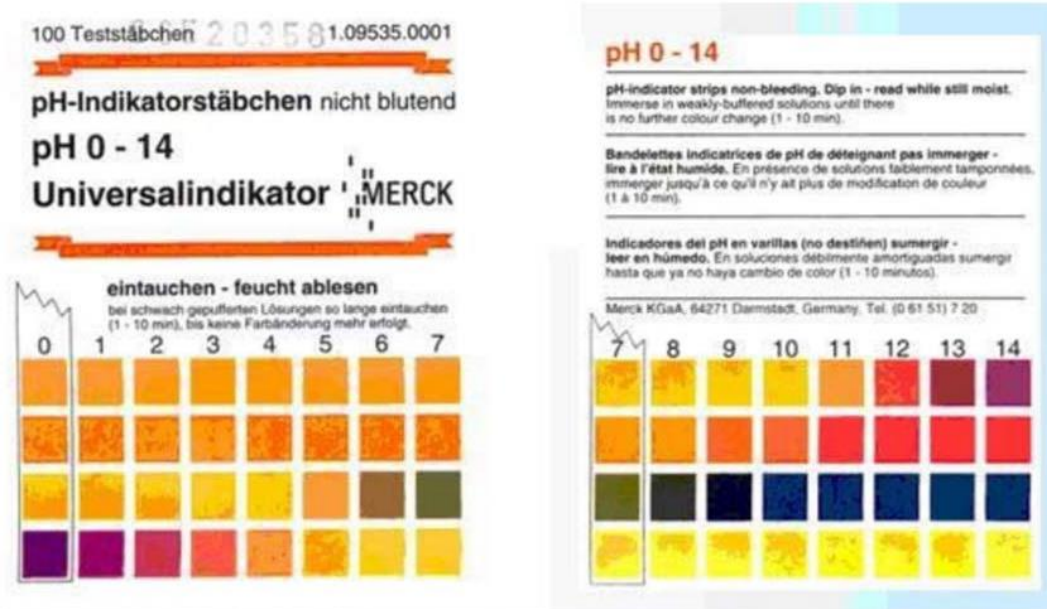 100 Teststäbchen 1.09535.0001
pH-Indikatorstäbchen nicht blutend
pH 0 - 14
Universalindikator MERCK
eintauchen - feucht ablesen
bei schwach gepufferten Lösungen so lange eintauchen
(1 - 10 min), bis keine Farbänderung mehr erfolgt.
0 1 2 3 4 5 6 7
pH 0 - 14
pH-indicator strips non-bleeding. Dip in - read while still moist.
Immerse in weakly-buffered solutions until there
is no further colour change (1 - 10 min).
Bandelettes indicatrices de pH de déteignant pas immerger -
lire à l'état humide. En présence de solutions faiblement tamponnées,
immerger jusqu'à ce qu'il n'y ait plus de modification de couleur
(1 à 10 min).
Indicadores del pH en varillas (no destiñen) sumergir -
leer en húmedo. En soluciones débilmente amortiguadas sumergir
hasta que ya no haya cambio de color (1 - 10 minutos).
Merck KGaA, 64271 Darmstadt, Germany. Tel. (0 61 51) 7 20
7 8 9 10 11 12 13 14